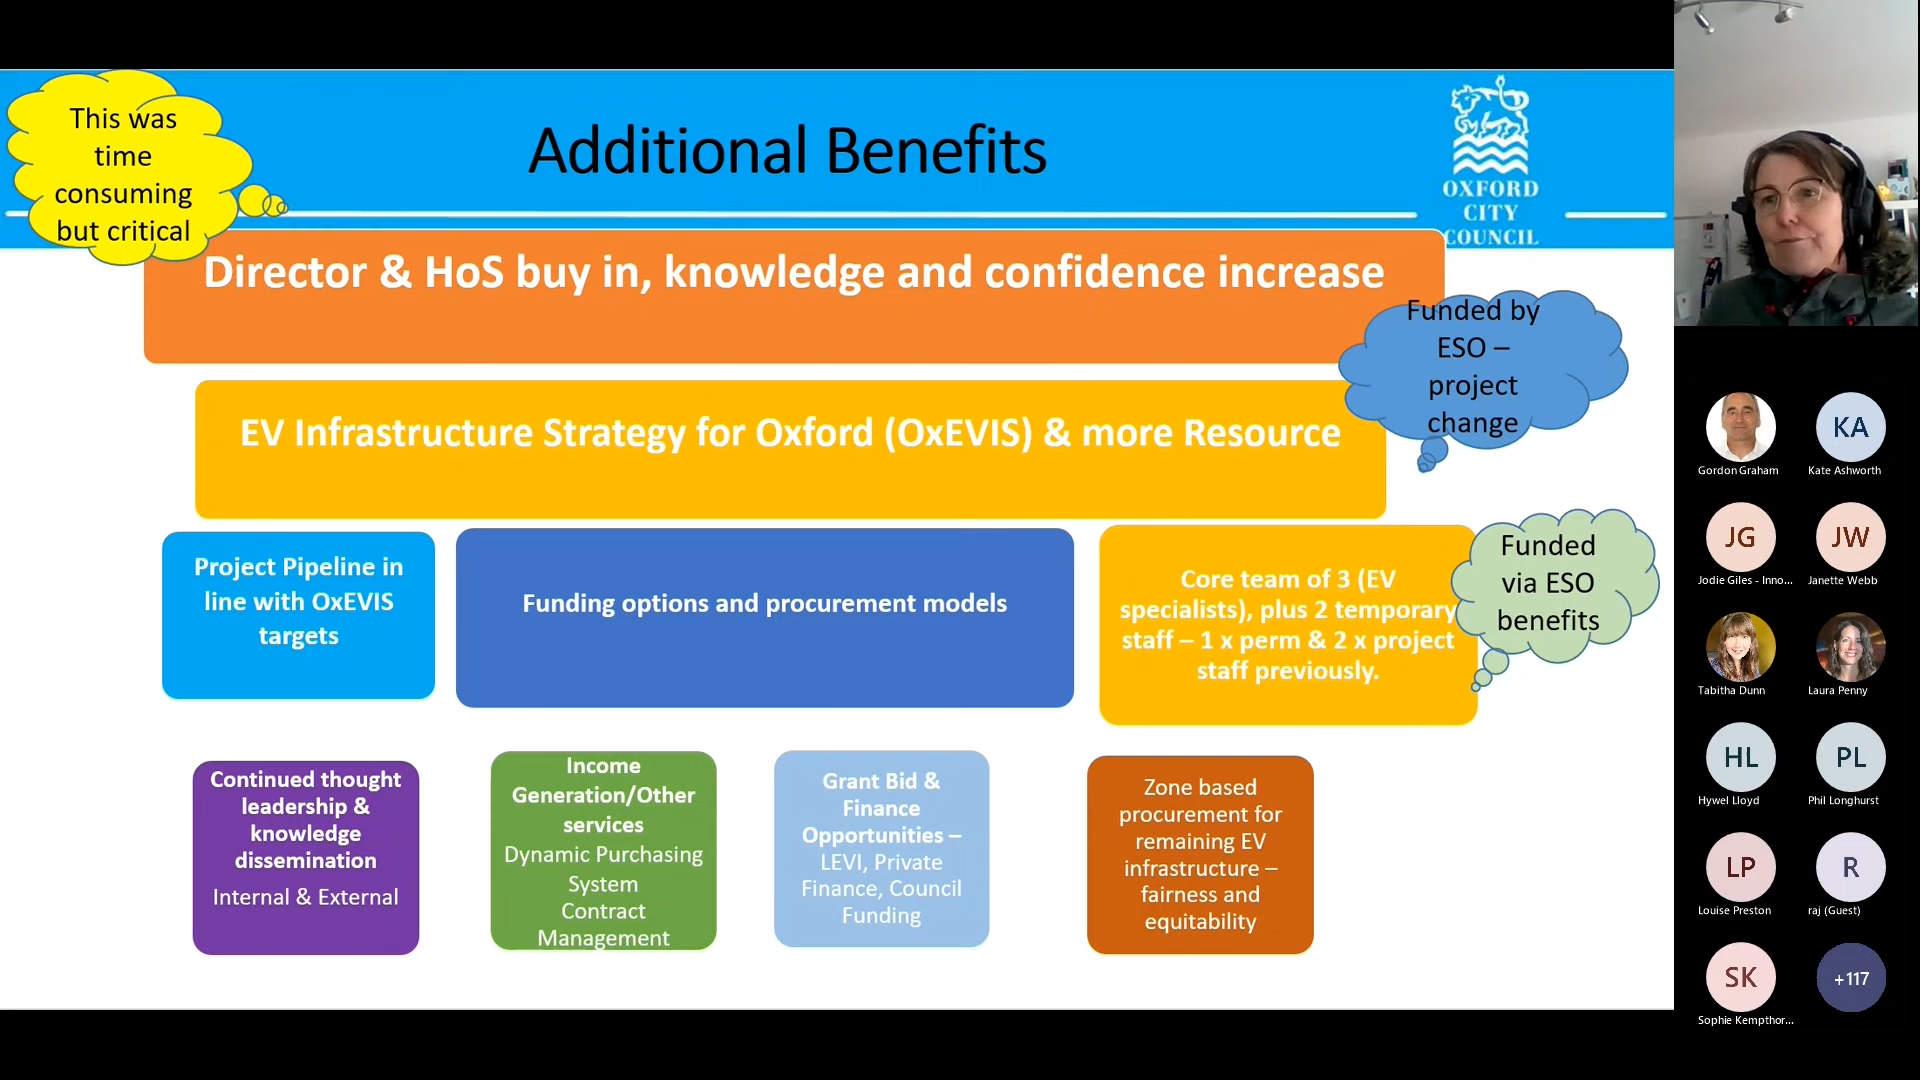 This was
time
consuming
but critical
Additional Benefits
OXFORD
CITY
COUNCIL
Director & HoS buy in, knowledge and confidence increase
Funded by
ESO –
project
change
EV Infrastructure Strategy for Oxford (OxEVIS) & more Resource
Project Pipeline in
line with OxEVIS
targets
Funding options and procurement models
Core team of 3 (EV
specialists), plus 2 temporary
staff – 1 x perm & 2 x project
staff previously.
Funded
via ESO
benefits
Continued thought
leadership &
knowledge
dissemination
Internal & External
Income
Generation/Other
services
Dynamic Purchasing
System
Contract
Management
Grant Bid &
Finance
Opportunities –
LEVI, Private
Finance, Council
Funding
Zone based
procurement for
remaining EV
infrastructure –
fairness and
equitability
Gordon Graham
KA
Kate Ashworth
JG
Jodie Giles - Inno...
JW
Janette Webb
Tabitha Dunn
Laura Penny
HL
Hywel Lloyd
PL
Phil Longhurst
LP
Louise Preston
R
raj (Guest)
SK
Sophie Kempthor...
+117